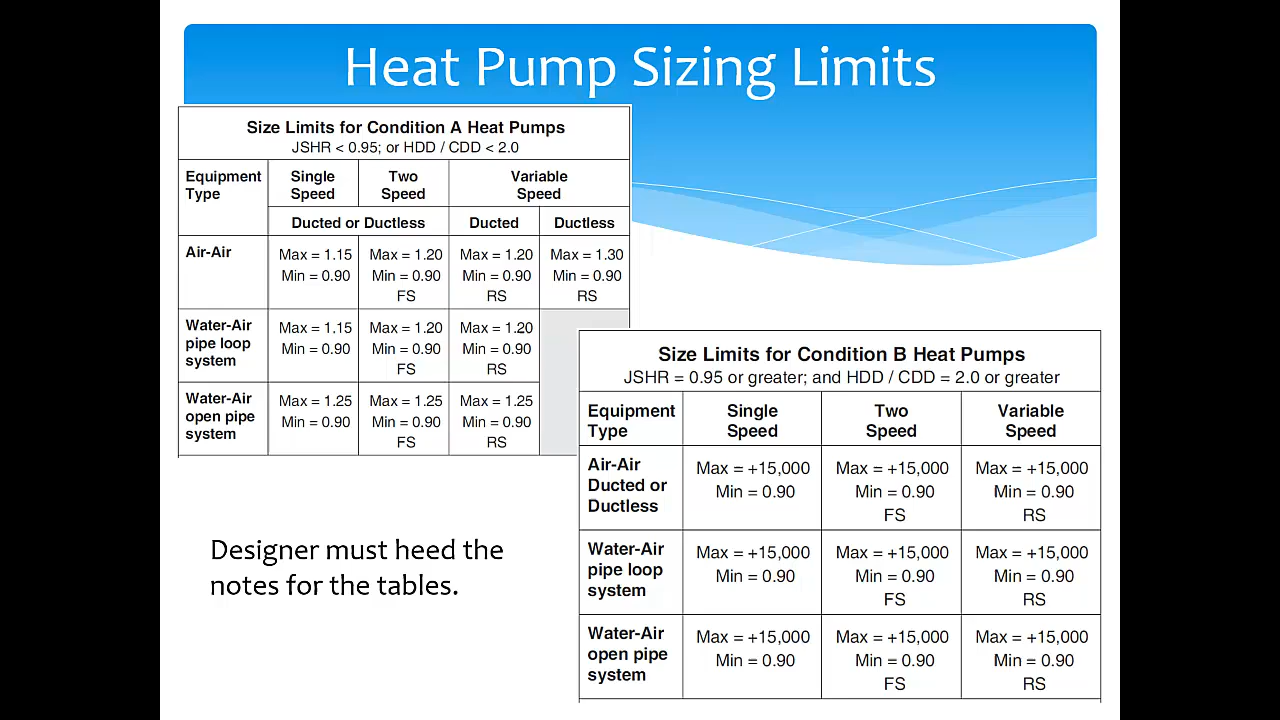 Heat Pump Sizing Limits
Size Limits for Condition A Heat Pumps
JSHR < 0.95; or HDD / CDD < 2.0
Equipment Type Single Speed Two Speed Variable Speed
Ducted or Ductless Ducted Ductless
Air-Air Max = 1.15 Max = 1.20 Max = 1.20 Max = 1.30
Min = 0.90 Min = 0.90 Min = 0.90 Min = 0.90
FS RS RS
Water-Air Max = 1.15 Max = 1.20 Max = 1.20
pipe loop Min = 0.90 Min = 0.90 Min = 0.90
system FS RS
Water-Air Max = 1.25 Max = 1.25 Max = 1.25
open pipe Min = 0.90 Min = 0.90 Min = 0.90
system FS RS
Size Limits for Condition B Heat Pumps
JSHR = 0.95 or greater; and HDD / CDD = 2.0 or greater
Equipment Type Single Speed Two Speed Variable Speed
Air-Air Max = +15,000 Max = +15,000 Max = +15,000
Ducted or Min = 0.90 Min = 0.90 Min = 0.90
Ductless FS RS
Water-Air Max = +15,000 Max = +15,000 Max = +15,000
pipe loop Min = 0.90 Min = 0.90 Min = 0.90
system FS RS
Water-Air Max = +15,000 Max = +15,000 Max = +15,000
open pipe Min = 0.90 Min = 0.90 Min = 0.90
system FS RS
Designer must heed the
notes for the tables.